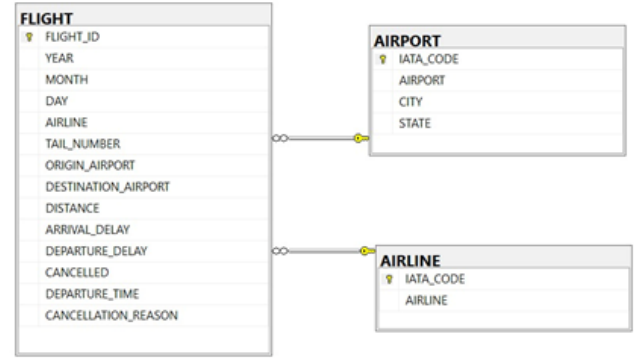 FLIGHT
FLIGHT_ID
YEAR
MONTH
DAY
AIRLINE
TAIL_NUMBER
ORIGIN_AIRPORT
DESTINATION_AIRPORT
DISTANCE
ARRIVAL_DELAY
DEPARTURE_DELAY
CANCELLED
DEPARTURE_TIME
CANCELLATION_REASON
AIRPORT
IATA_CODE
AIRPORT
CITY
STATE
AIRLINE
IATA_CODE
AIRLINE